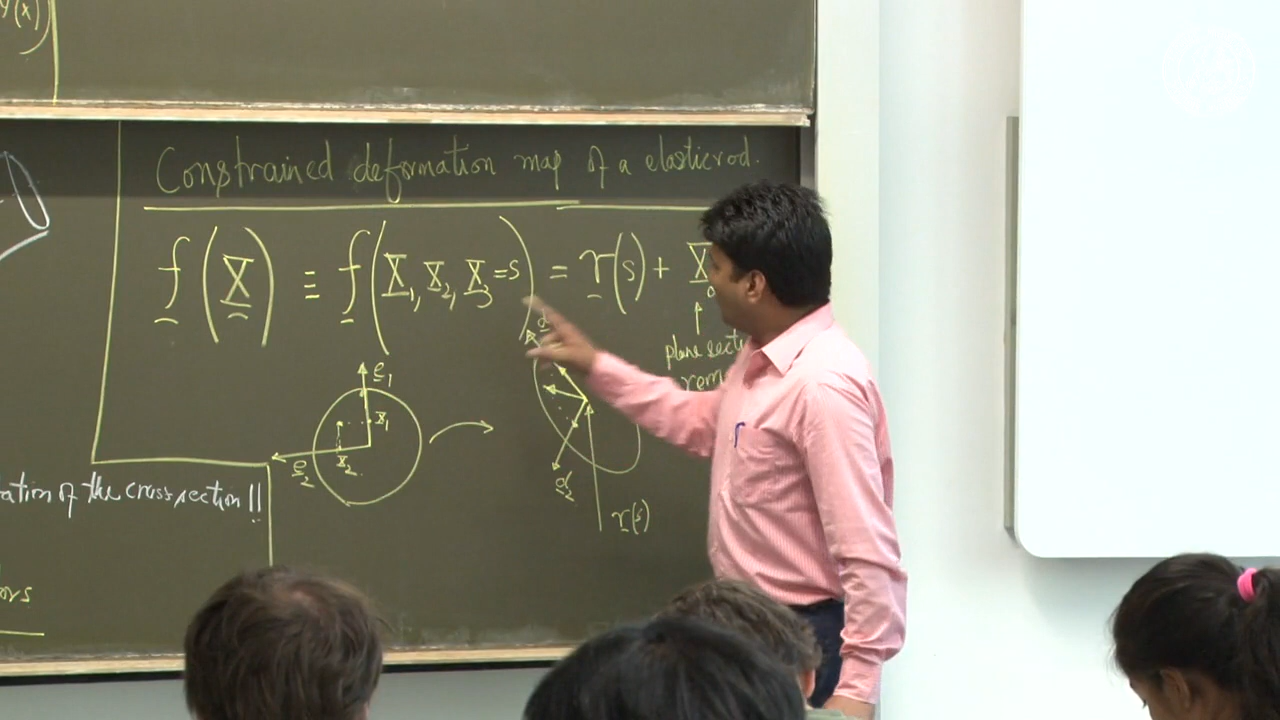 Constrained deformation map of a elastic rod.
f(X) ≡ f(X₁, X₂, X₃=s) = r(s) + X
plane secti
rem
e₁
X₁
e₂
X₂
d₂
r(s)
ation of the cross section !!
ors